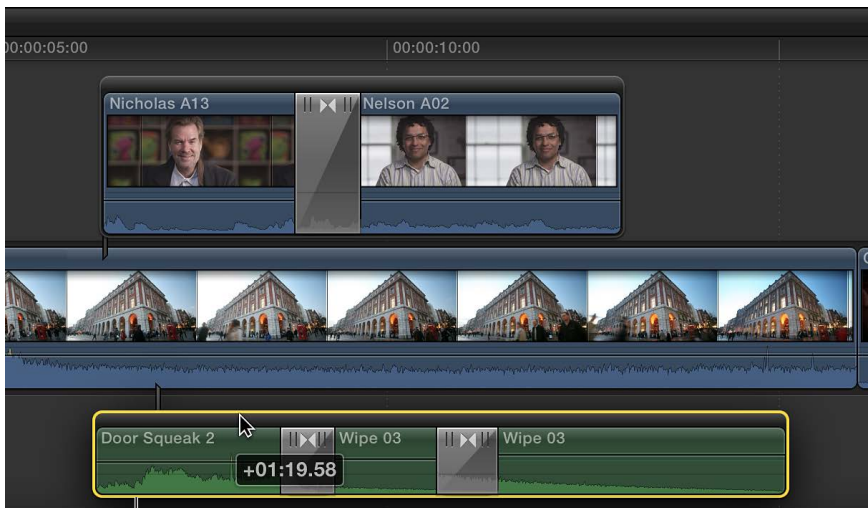 00:00:05:00
00:00:10:00
Nicholas A13
Nelson A02
Door Squeak 2
Wipe 03
Wipe 03
+01:19.58